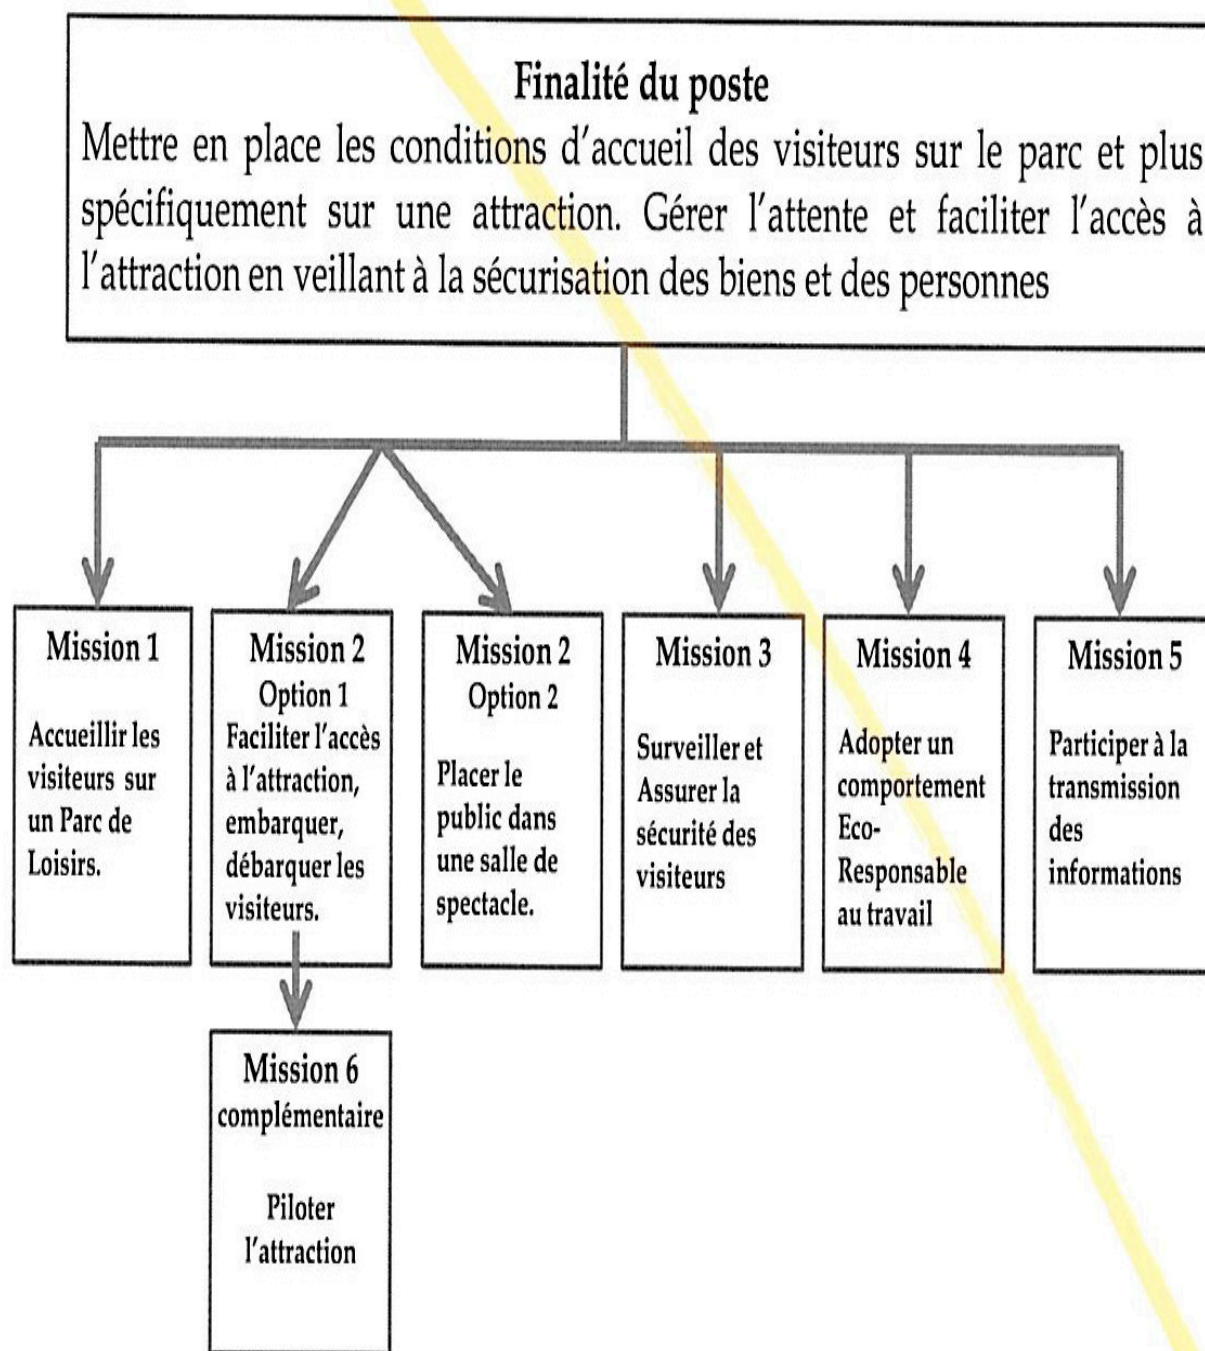 Finalité du poste
Mettre en place les conditions d'accueil des visiteurs sur le parc et plus
spécifiquement sur une attraction. Gérer l'attente et faciliter l'accès à
l'attraction en veillant à la sécurisation des biens et des personnes
Mission 1
Accueillir les
visiteurs sur
un Parc de
Loisirs.
Mission 2
Option 1
Faciliter l'accès
à l'attraction,
embarquer,
débarquer les
visiteurs.
Mission 2
Option 2
Placer le
public dans
une salle de
spectacle.
Mission 3
Surveiller et
Assurer la
sécurité des
visiteurs
Mission 4
Adopter un
comportement
Eco-
Responsable
au travail
Mission 5
Participer à la
transmission
des
informations
Mission 6
complémentaire
Piloter
l'attraction